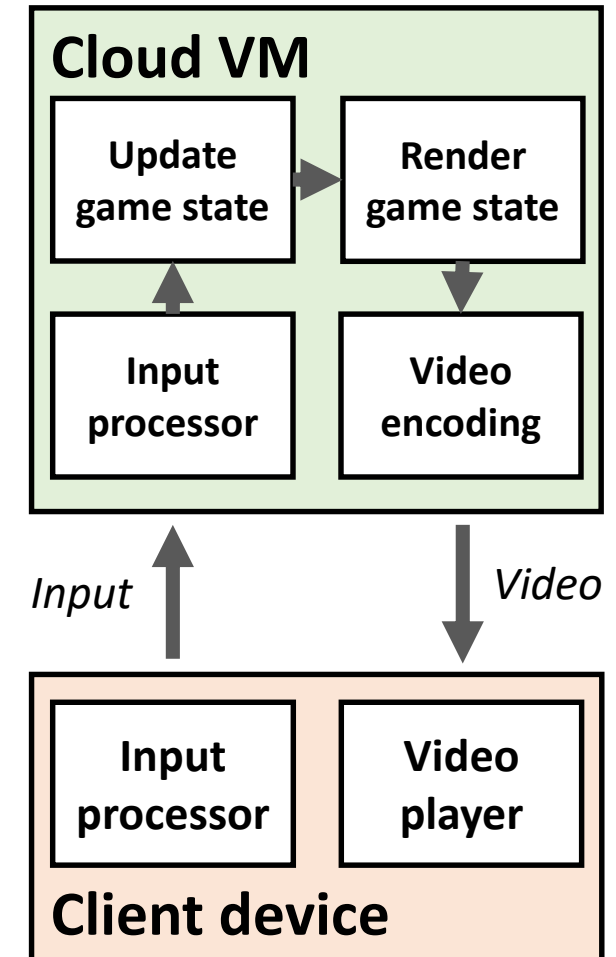 Cloud VM
Update
game state
Render
game state
Input
processor
Video
encoding
Input
Video
Input
processor
Video
player
Client device